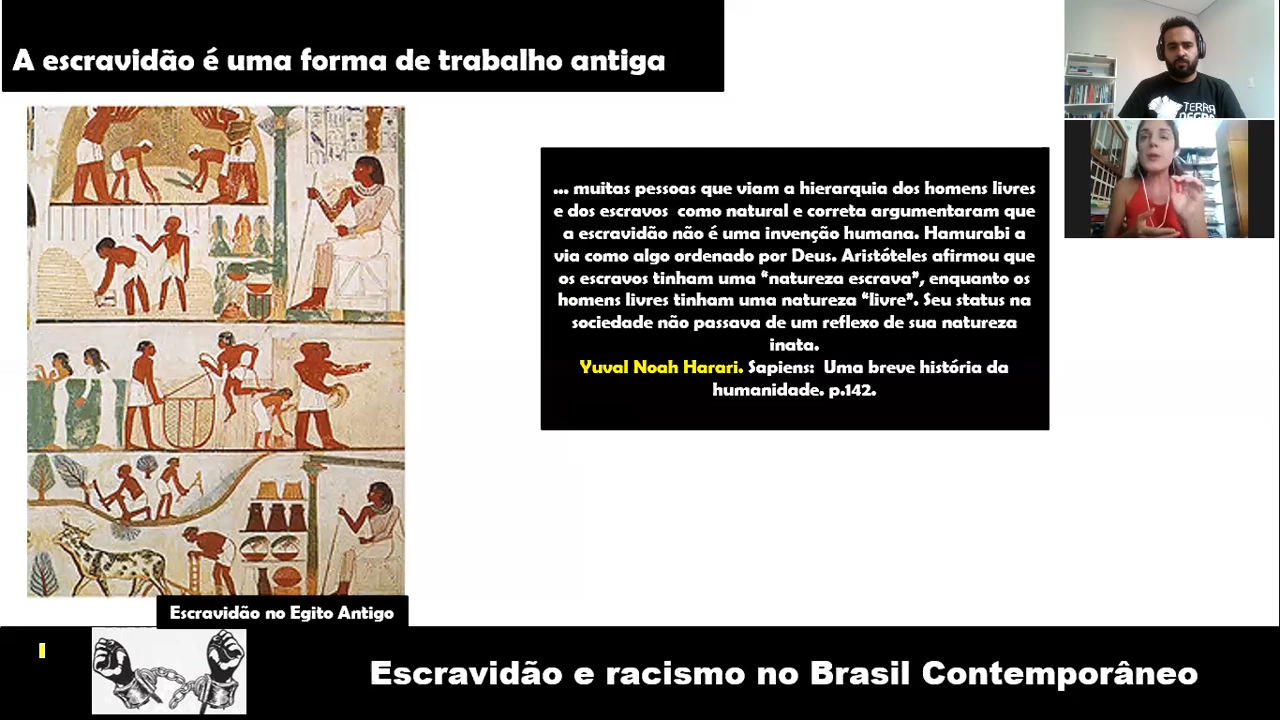 A escravidão é uma forma de trabalho antiga
TERRA
NEGRA
... muitas pessoas que viam a hierarquia dos homens livres
e dos escravos como natural e correta argumentaram que
a escravidão não é uma invenção humana. Hamurabi a
via como algo ordenado por Deus. Aristóteles afirmou que
os escravos tinham uma “natureza escrava”, enquanto os
homens livres tinham uma natureza “livre”. Seu status na
sociedade não passava de um reflexo de sua natureza
inata.
Yuval Noah Harari. Sapiens: Uma breve história da
humanidade. p.142.
Escravidão no Egito Antigo
Escravidão e racismo no Brasil Contemporâneo